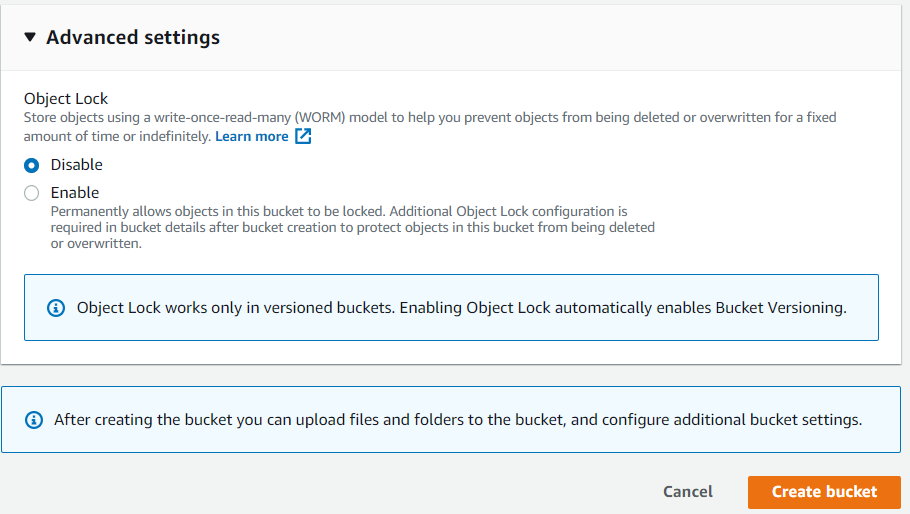 Advanced settings
Object Lock
Store objects using a write-once-read-many (WORM) model to help you prevent objects from being deleted or overwritten for a fixed
amount of time or indefinitely. Learn more
Disable
Enable
Permanently allows objects in this bucket to be locked. Additional Object Lock configuration is
required in bucket details after bucket creation to protect objects in this bucket from being deleted
or overwritten.
Object Lock works only in versioned buckets. Enabling Object Lock automatically enables Bucket Versioning.
After creating the bucket you can upload files and folders to the bucket, and configure additional bucket settings.
Cancel Create bucket